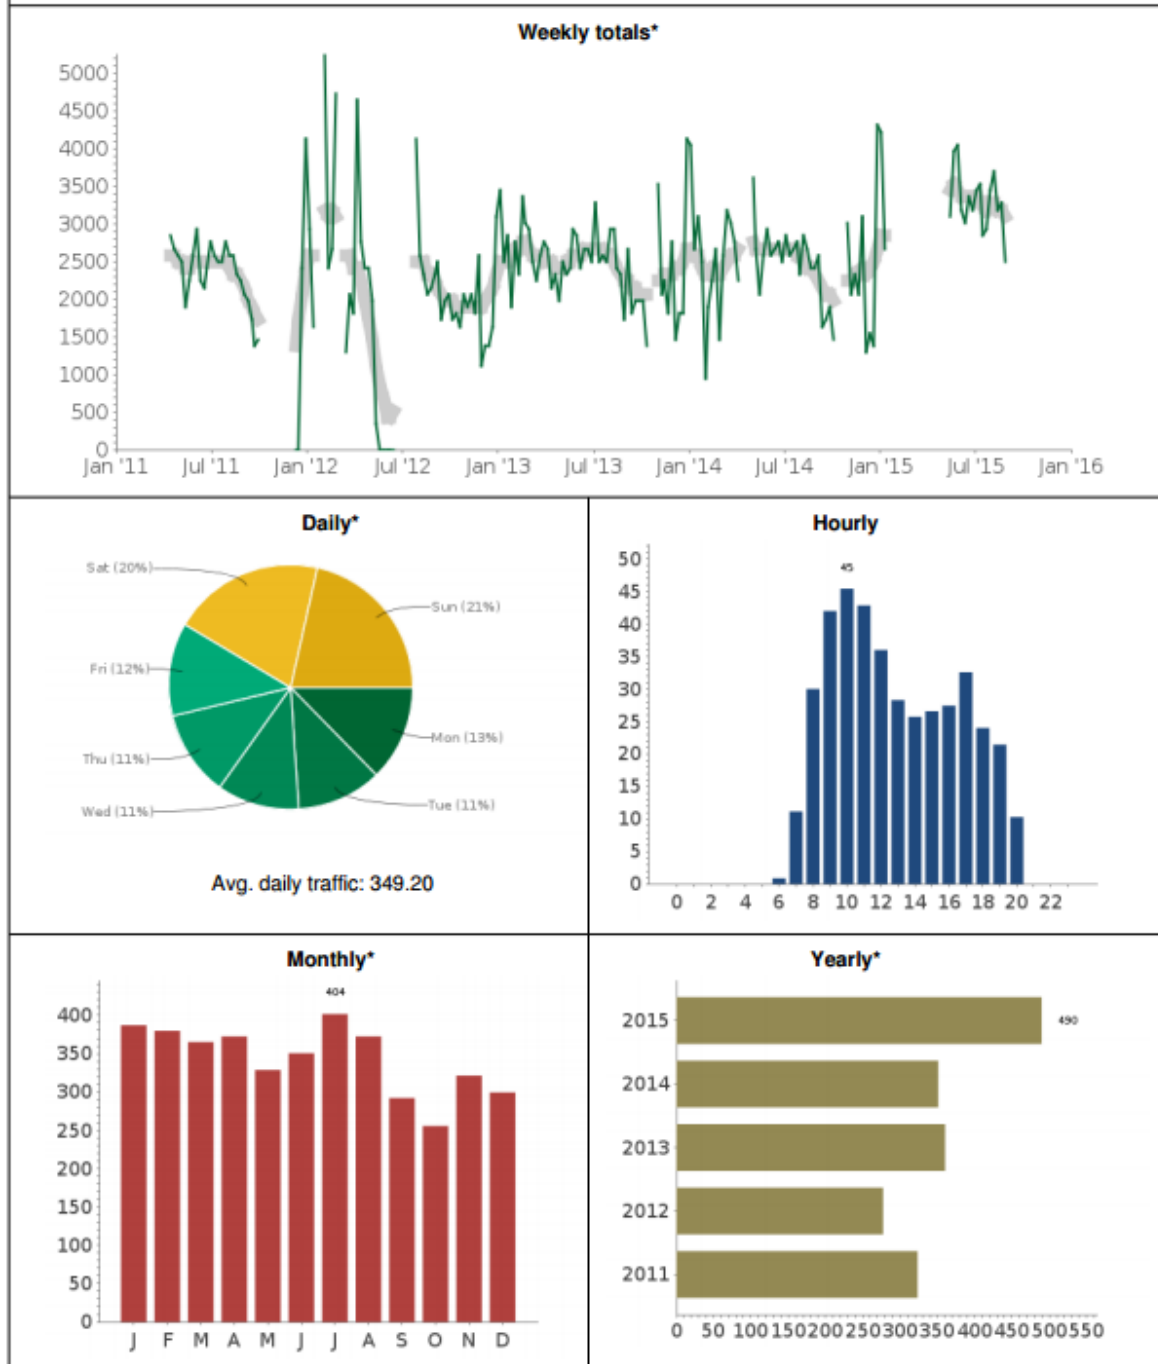 Weekly totals*
5000
4500
4000
3500
3000
2500
2000
1500
1000
500
0
Jan '11 Jul '11 Jan '12 Jul '12 Jan '13 Jul '13 Jan '14 Jul '14 Jan '15 Jul '15 Jan '16
Daily*
Sat (20%)
Sun (21%)
Fri (12%)
Mon (13%)
Thu (11%)
Tue (11%)
Wed (11%)
Avg. daily traffic: 349.20
Hourly
50
45
45
40
35
30
25
20
15
10
5
0
0 2 4 6 8 10 12 14 16 18 20 22
Monthly*
404
400
350
300
250
200
150
100
50
0
J F M A M J J A S O N D
Yearly*
2015
490
2014
2013
2012
2011
0 50 100 150 200 250 300 350 400 450 500 550